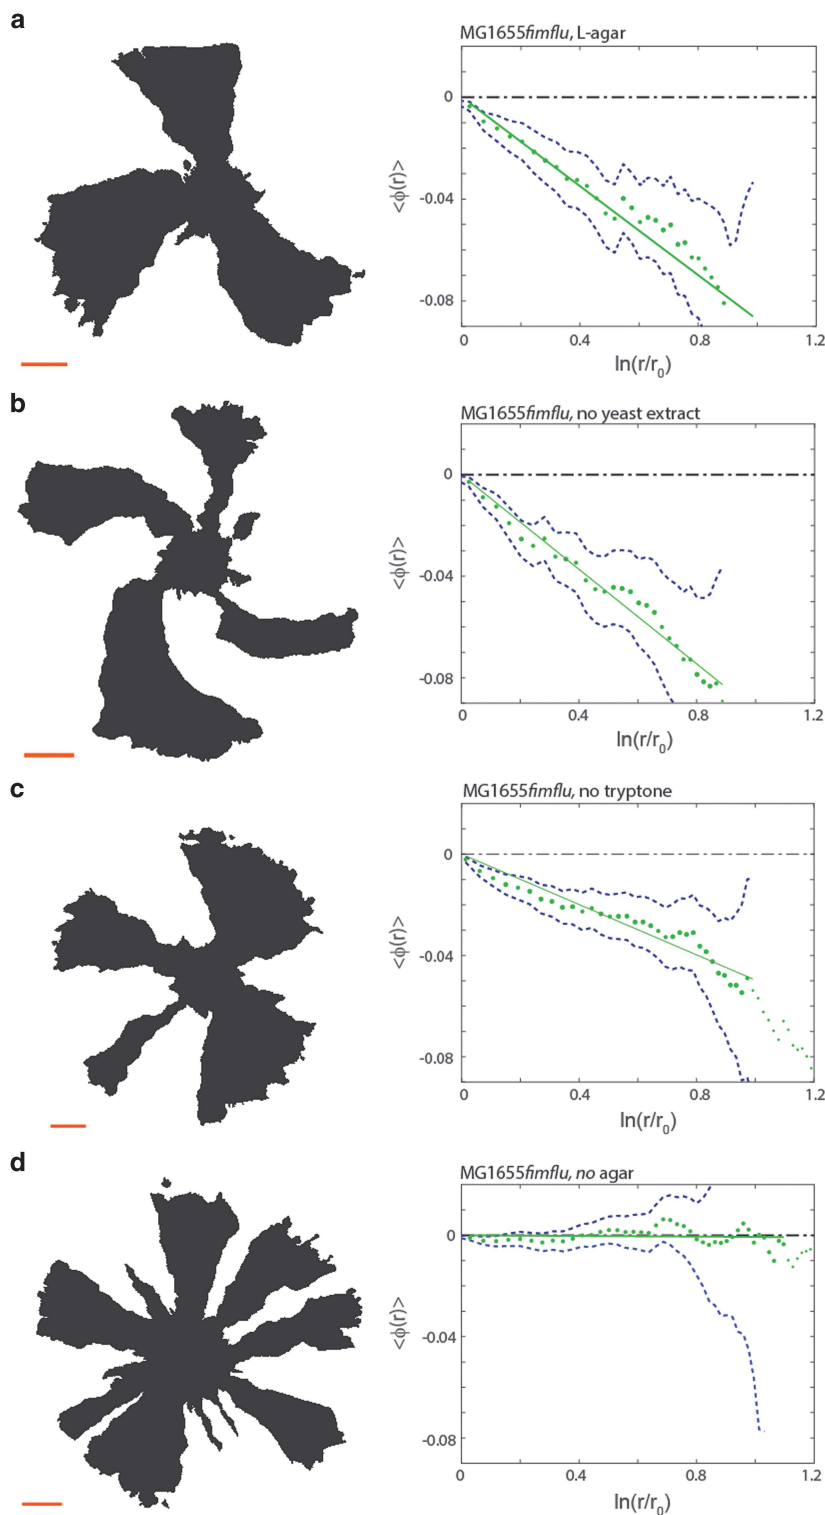 a
MG1655fimflu, L-agar
0
-0.04
-0.08
<ϕ(r)>
0
0.4
0.8
1.2
ln(r/r0)
b
MG1655fimflu, no yeast extract
0
-0.04
-0.08
<ϕ(r)>
0
0.4
0.8
1.2
ln(r/r0)
c
MG1655fimflu, no tryptone
0
-0.04
-0.08
<ϕ(r)>
0
0.4
0.8
1.2
ln(r/r0)
d
MG1655fimflu, no agar
0
-0.04
-0.08
<ϕ(r)>
0
0.4
0.8
1.2
ln(r/r0)